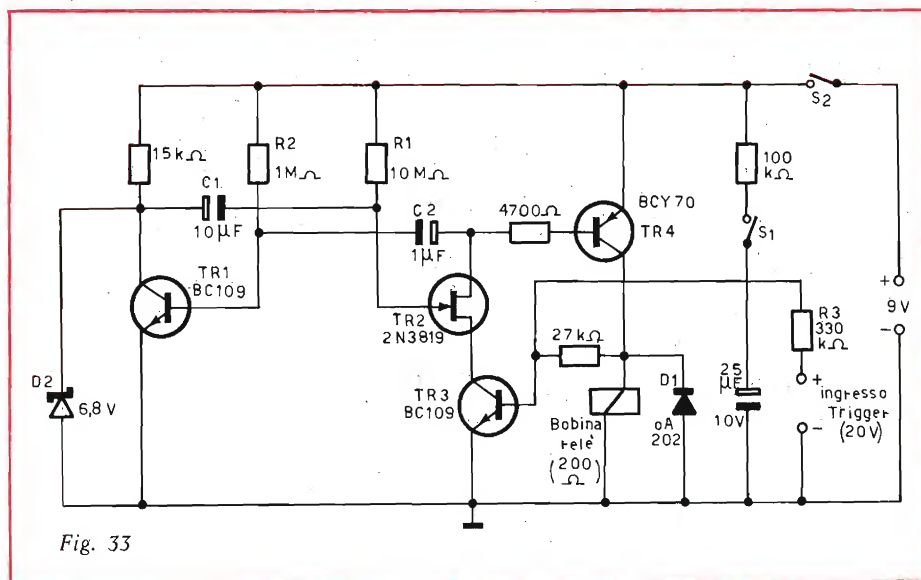 S2
15kΩ
R2
1MΩ
R1
10MΩ
100
kΩ
C1
10µF
C2
1µF
4700Ω
BCY70
TR4
S1
+
9V
-
TR1
BC109
TR2
2N3819
R3
330
kΩ
27kΩ
D2
6,8V
TR3
BC109
D1
oA
202
25
µF
10V
+
ingresso
Trigger
(20V)
-
Bobina
relè
(200
Ω)
Fig. 33